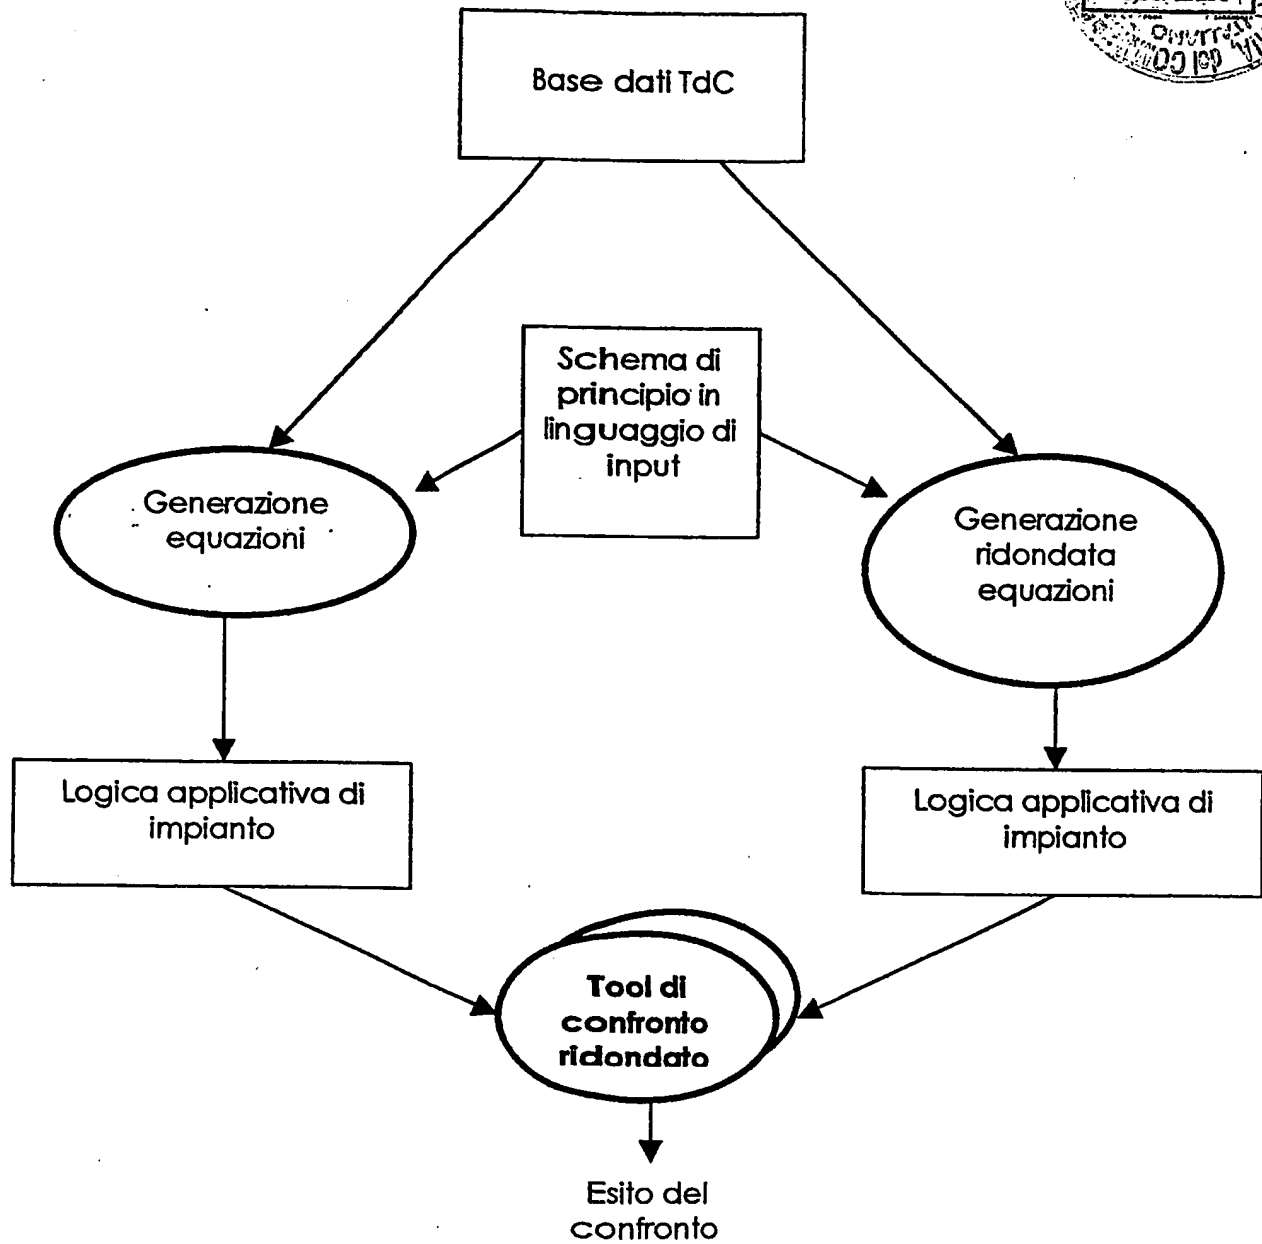 Base dati TdC
Schema di
principio in
linguaggio di
input
Generazione
equazioni
Generazione
ridondata
equazioni
Logica applicativa di
impianto
Logica applicativa di
impianto
Tool di
confronto
ridondato
Esito del
confronto